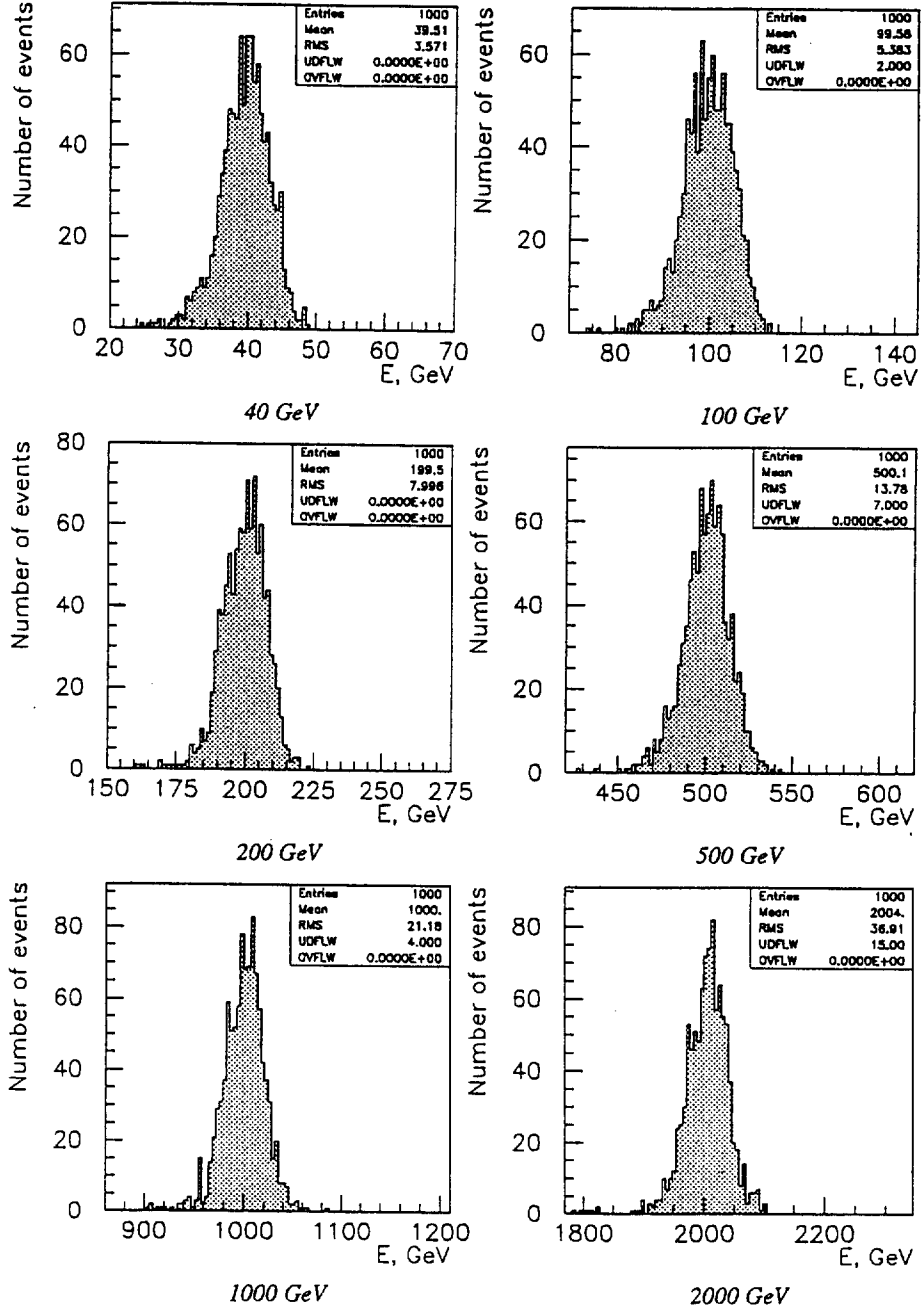 Number of events
60
40
20
0
20 30 40 50 60 70
E, GeV
Entries 1000
Mean 39.51
RMS 3.571
UDFLW 0.0000E+00
OVFLW 0.0000E+00
40 GeV
Number of events
60
40
20
0
80 100 120 140
E, GeV
Entries 1000
Mean 99.56
RMS 5.383
UDFLW 2.000
OVFLW 0.0000E+00
100 GeV
Number of events
80
60
40
20
0
150 175 200 225 250 275
E, GeV
Entries 1000
Mean 199.5
RMS 7.996
UDFLW 0.0000E+00
OVFLW 0.0000E+00
200 GeV
Number of events
60
40
20
0
450 500 550 600
E, GeV
Entries 1000
Mean 500.1
RMS 13.78
UDFLW 7.000
OVFLW 0.0000E+00
500 GeV
Number of events
80
60
40
20
0
900 1000 1100 1200
E, GeV
Entries 1000
Mean 1000.
RMS 21.18
UDFLW 4.000
OVFLW 0.0000E+00
1000 GeV
Number of events
80
60
40
20
0
1800 2000 2200
E, GeV
Entries 1000
Mean 2004.
RMS 36.91
UDFLW 15.00
OVFLW 0.0000E+00
2000 GeV